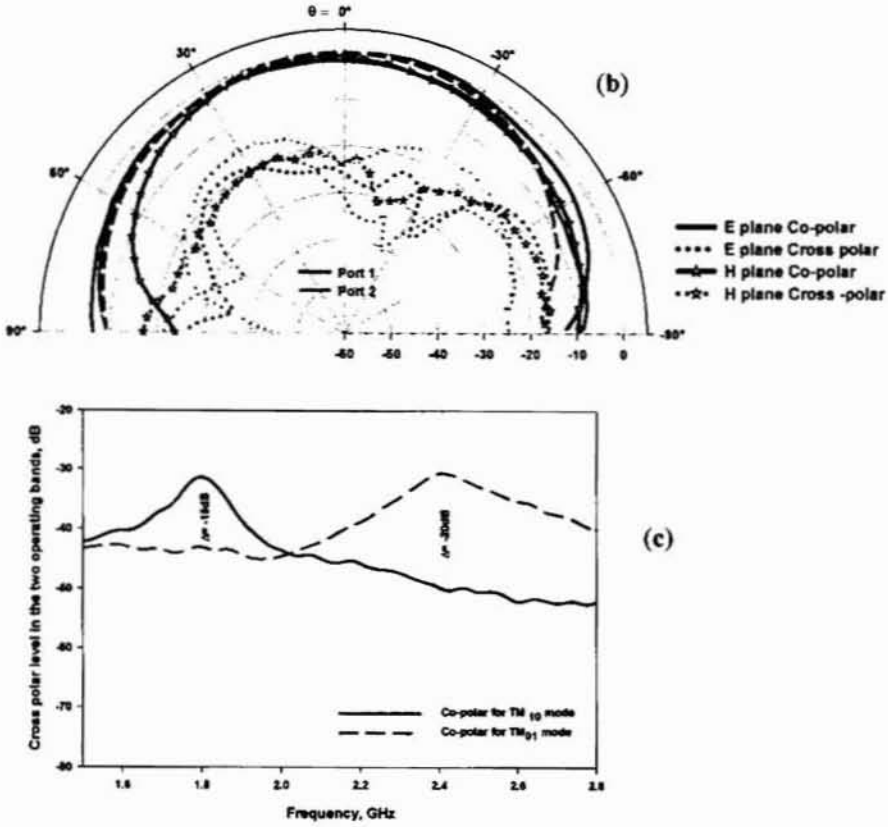 θ = 0°
30°
-30°
(b)
60°
-60°
E plane Co-polar
E plane Cross polar
H plane Co-polar
H plane Cross -polar
Port 1
Port 2
90°
-90°
-60 -50 -40 -30 -20 -10 0
Cross polar level in the two operating bands, dB
-20
-30
-40
-50
-60
-70
-80
-20dB
(c)
Co-polar for TM10 mode
Co-polar for TM01 mode
1.6 1.8 2.0 2.2 2.4 2.6 2.8
Frequency, GHz